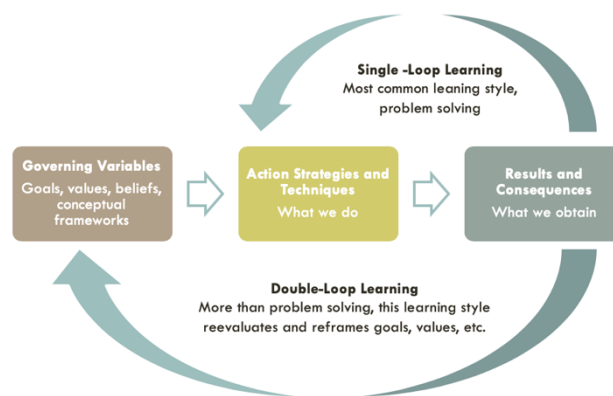 Single -Loop Learning
Most common leaning style,
problem solving
Governing Variables
Goals, values, beliefs,
conceptual
frameworks
Action Strategies and
Techniques
What we do
Results and
Consequences
What we obtain
Double-Loop Learning
More than problem solving, this learning style
reevaluates and reframes goals, values, etc.